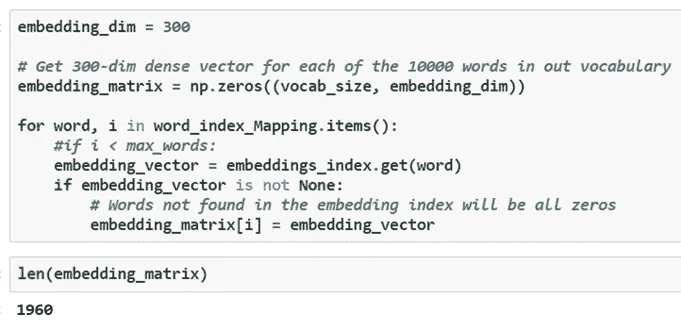 embedding_dim = 300
# Get 300-dim dense vector for each of the 10000 words in out vocabulary
embedding_matrix = np.zeros((vocab_size, embedding_dim))
for word, i in word_index_Mapping.items():
#if i < max_words:
embedding_vector = embeddings_index.get(word)
if embedding_vector is not None:
# Words not found in the embedding index will be all zeros
embedding_matrix[i] = embedding_vector
len(embedding_matrix)
1960